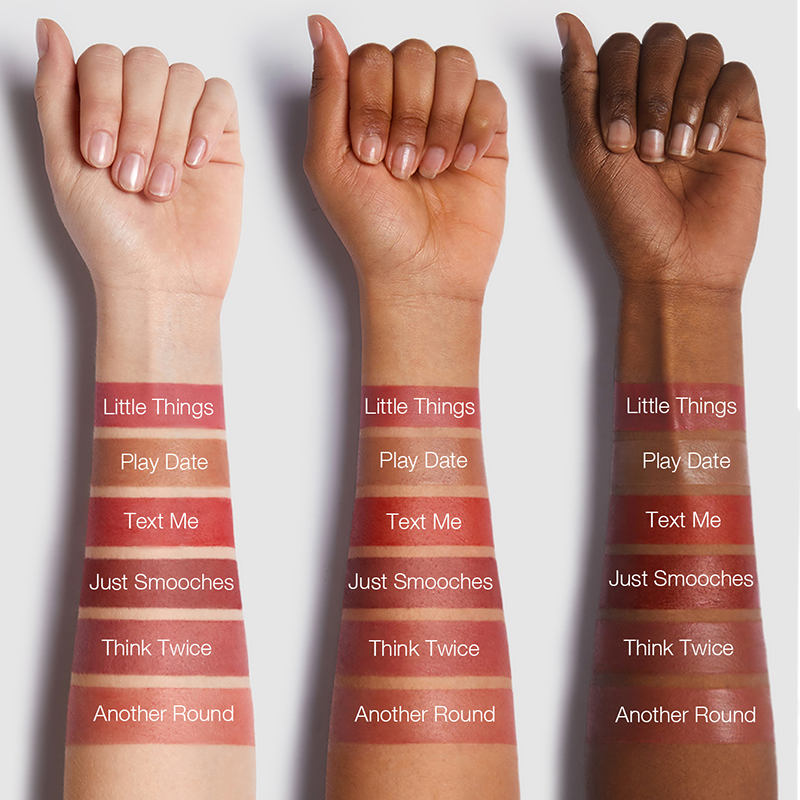 Little Things
Play Date
Text Me
Just Smooches
Think Twice
Another Round
Little Things
Play Date
Text Me
Just Smooches
Think Twice
Another Round
Little Things
Play Date
Text Me
Just Smooches
Think Twice
Another Round